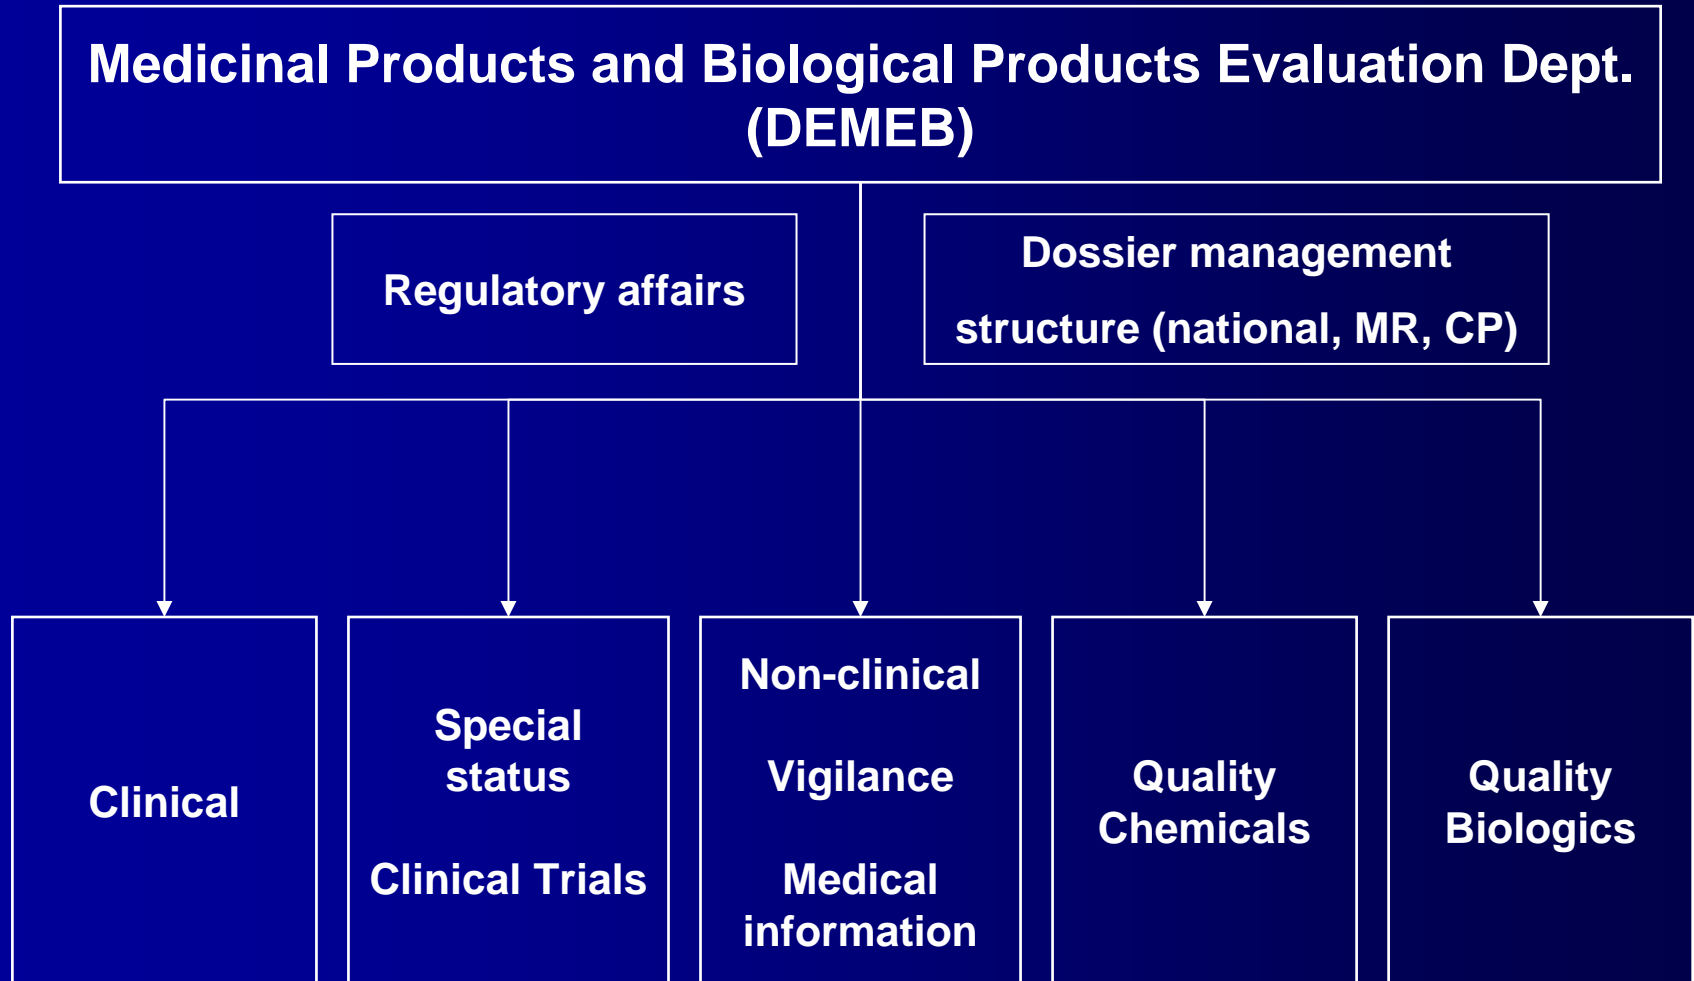 Medicinal Products and Biological Products Evaluation Dept.
(DEMEB)
Regulatory affairs
Dossier management
structure (national, MR, CP)
Clinical
Special
status
Clinical Trials
Non-clinical
Vigilance
Medical
information
Quality
Chemicals
Quality
Biologics